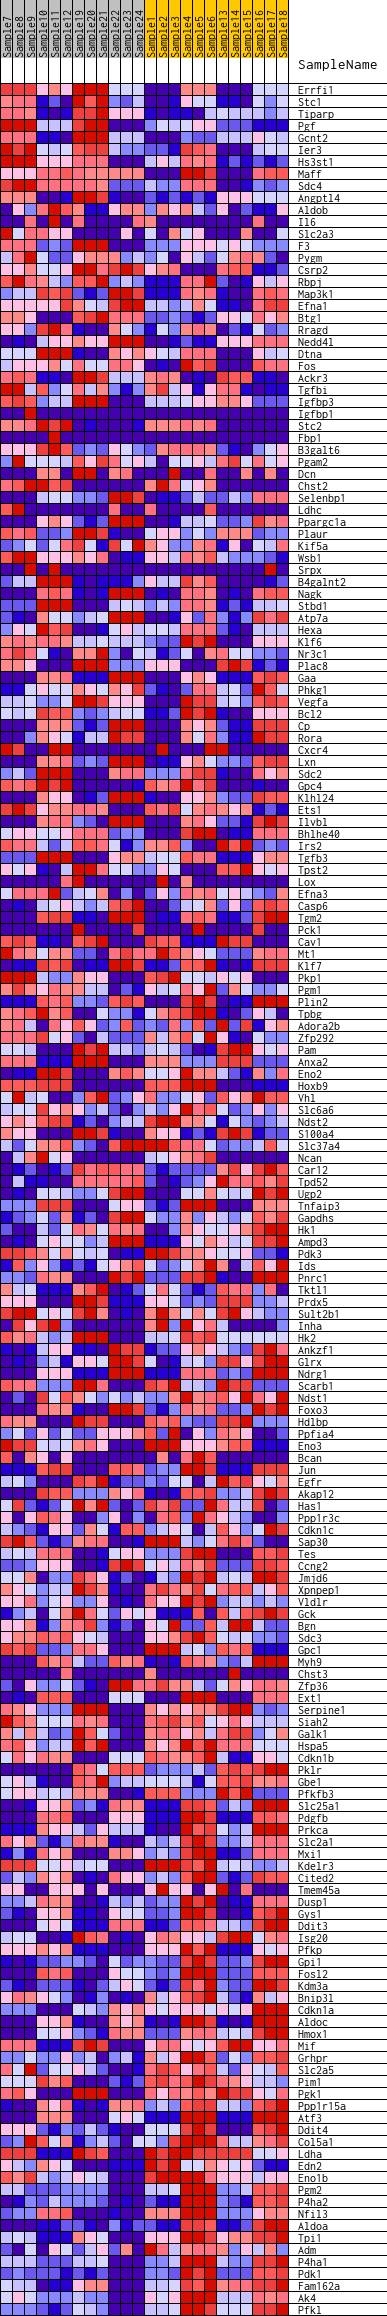 Sample7
Sample8
Sample9
Sample10
Sample11
Sample12
Sample19
Sample20
Sample21
Sample22
Sample23
Sample24
Sample1
Sample2
Sample3
Sample4
Sample5
Sample6
Sample13
Sample14
Sample15
Sample16
Sample17
Sample18
SampleName
Errfi1
Stc1
Tiparp
Pgf
Gcnt2
Ier3
Hs3st1
Maff
Sdc4
Angptl4
Aldob
Il6
Slc2a3
F3
Pygm
Csrp2
Rbpj
Map3k1
Efna1
Btg1
Rragd
Nedd4l
Dtna
Fos
Ackr3
Tgfbi
Igfbp3
Igfbp1
Stc2
Fbp1
B3galt6
Pgam2
Dcn
Chst2
Selenbp1
Ldhc
Ppargc1a
Plaur
Kif5a
Wsb1
Srpx
B4galnt2
Nagk
Stbd1
Atp7a
Hexa
Klf6
Nr3c1
Plac8
Gaa
Phkg1
Vegfa
Bcl2
Cp
Rora
Cxcr4
Lxn
Sdc2
Gpc4
Klhl24
Ets1
Ilvbl
Bhlhe40
Irs2
Tgfb3
Tpst2
Lox
Efna3
Casp6
Tgm2
Pck1
Cav1
Mt1
Klf7
Pkp1
Pgm1
Plin2
Tpbg
Adora2b
Zfp292
Pam
Anxa2
Eno2
Hoxb9
Vhl
Slc6a6
Ndst2
S100a4
Slc37a4
Ncan
Car12
Tpd52
Ugp2
Tnfaip3
Gapdhs
Hk1
Ampd3
Pdk3
Ids
Pnrc1
Tktl1
Prdx5
Sult2b1
Inha
Hk2
Ankzf1
Glrx
Ndrg1
Scarb1
Ndst1
Foxo3
Hdlbp
Ppfia4
Eno3
Bcan
Jun
Egfr
Akap12
Has1
Ppp1r3c
Cdkn1c
Sap30
Tes
Ccng2
Jmjd6
Xpnpep1
Vldlr
Gck
Bgn
Sdc3
Gpc1
Myh9
Chst3
Zfp36
Ext1
Serpine1
Siah2
Galk1
Hspa5
Cdkn1b
Pklr
Gbe1
Pfkfb3
Slc25a1
Pdgfb
Prkca
Slc2a1
Mxi1
Kdelr3
Cited2
Tmem45a
Dusp1
Gys1
Ddit3
Isg20
Pfkp
Gpi1
Fosl2
Kdm3a
Bnip3l
Cdkn1a
Aldoc
Hmox1
Mif
Grhpr
Slc2a5
Pim1
Pgk1
Ppp1r15a
Atf3
Ddit4
Col5a1
Ldha
Edn2
Eno1b
Pgm2
P4ha2
Nfil3
Aldoa
Tpi1
Adm
P4ha1
Pdk1
Fam162a
Ak4
Pfkl